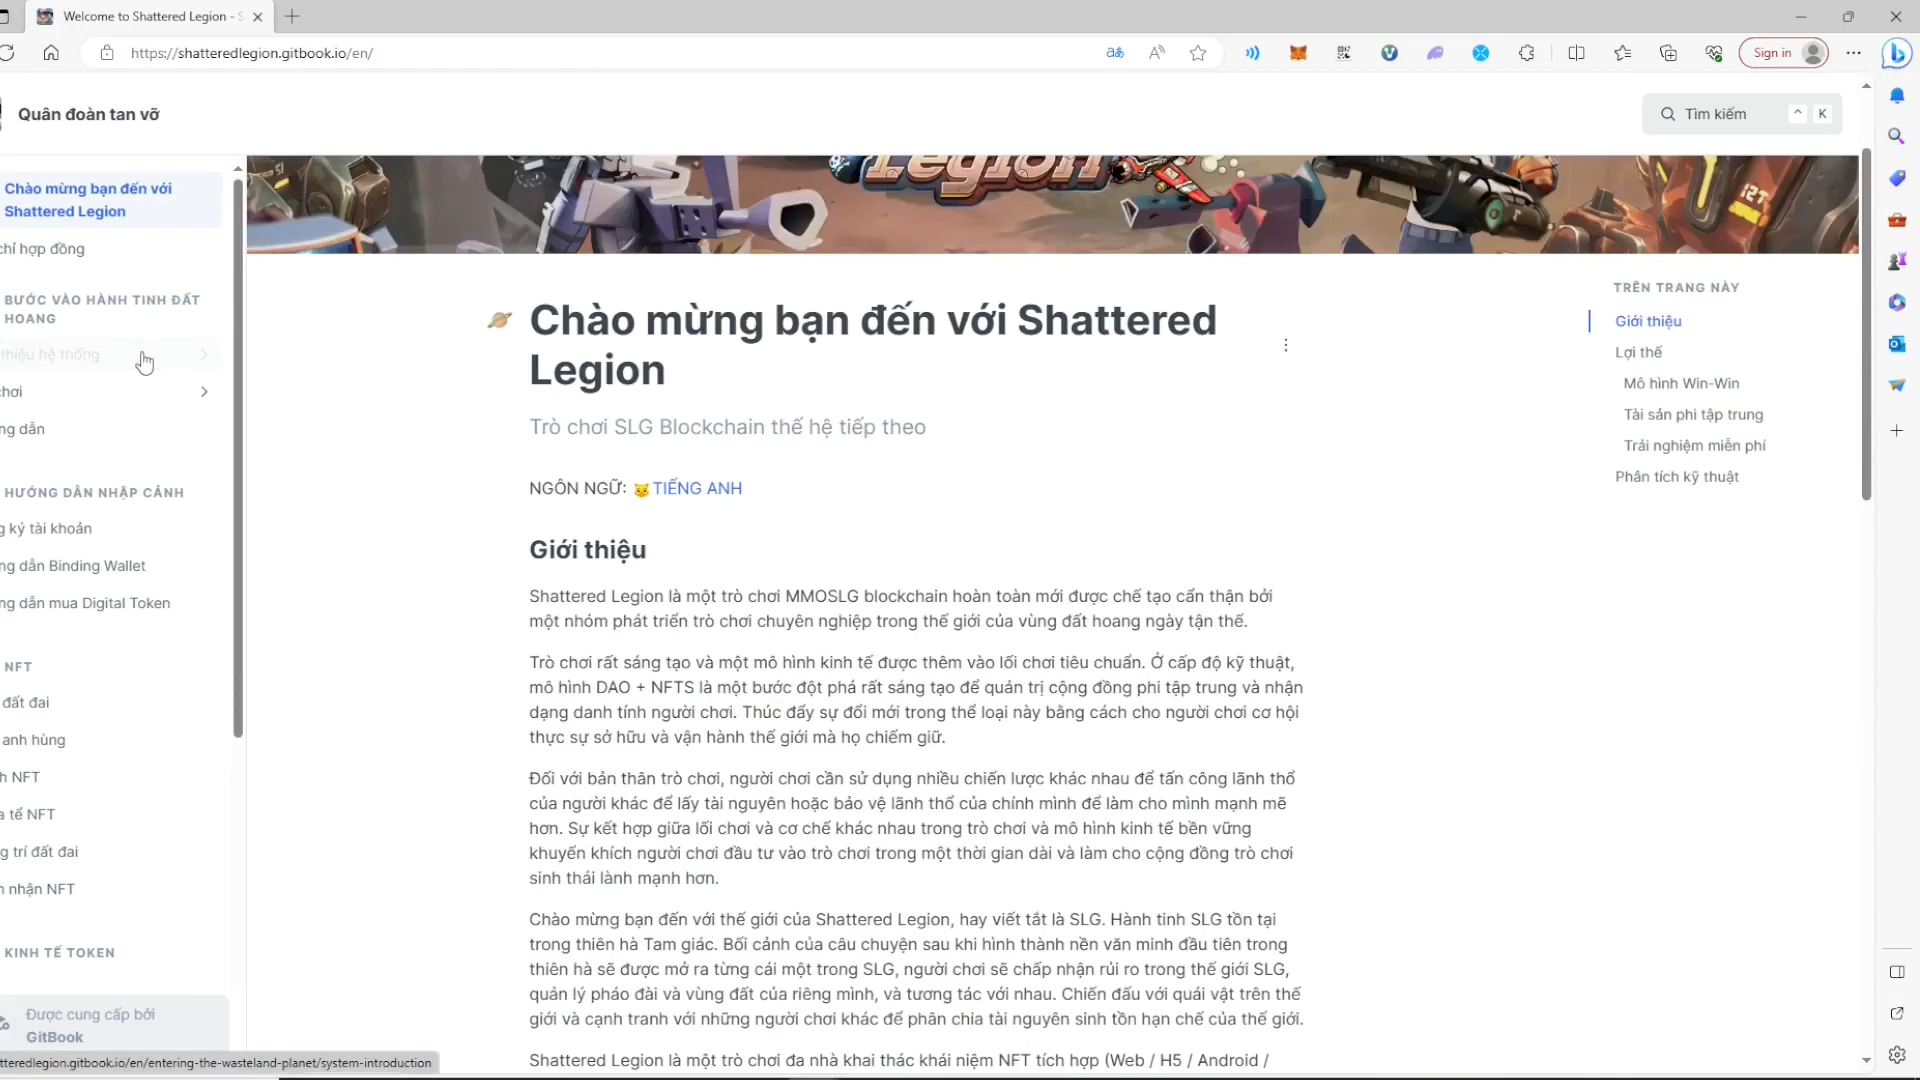 Welcome to Shattered Legion - S
https://shatteredlegion.gitbook.io/en/
Sign in
Quân đoàn tan vỡ
Tìm kiếm
^ K
Legion
Chào mừng bạn đến với
Shattered Legion
chỉ hợp đồng
BƯỚC VÀO HÀNH TINH ĐẤT
HOANG
thiệu hệ thống
chơi
ng dẫn
HƯỚNG DẪN NHẬP CẢNH
g ký tài khoản
ng dẫn Binding Wallet
ng dẫn mua Digital Token
NFT
đất đai
anh hùng
h NFT
a tế NFT
g trí đất đai
n nhận NFT
KINH TẾ TOKEN
Được cung cấp bởi
GitBook
tteredlegion.gitbook.io/en/entering-the-wasteland-planet/system-introduction
Chào mừng bạn đến với Shattered
Legion
Trò chơi SLG Blockchain thế hệ tiếp theo
NGÔN NGỮ: 🐱TIẾNG ANH
Giới thiệu
Shattered Legion là một trò chơi MMOSLG blockchain hoàn toàn mới được chế tạo cẩn thận bởi
một nhóm phát triển trò chơi chuyên nghiệp trong thế giới của vùng đất hoang ngày tận thế.
Trò chơi rất sáng tạo và một mô hình kinh tế được thêm vào lối chơi tiêu chuẩn. Ở cấp độ kỹ thuật,
mô hình DAO + NFTS là một bước đột phá rất sáng tạo để quản trị cộng đồng phi tập trung và nhận
dạng danh tính người chơi. Thúc đẩy sự đổi mới trong thể loại này bằng cách cho người chơi cơ hội
thực sự sở hữu và vận hành thế giới mà họ chiếm giữ.
Đối với bản thân trò chơi, người chơi cần sử dụng nhiều chiến lược khác nhau để tấn công lãnh thổ
của người khác để lấy tài nguyên hoặc bảo vệ lãnh thổ của chính mình để làm cho mình mạnh mẽ
hơn. Sự kết hợp giữa lối chơi và cơ chế khác nhau trong trò chơi và mô hình kinh tế bền vững
khuyến khích người chơi đầu tư vào trò chơi trong một thời gian dài và làm cho cộng đồng trò chơi
sinh thái lành mạnh hơn.
Chào mừng bạn đến với thế giới của Shattered Legion, hay viết tắt là SLG. Hành tinh SLG tồn tại
trong thiên hà Tam giác. Bối cảnh của câu chuyện sau khi hình thành nền văn minh đầu tiên trong
thiên hà sẽ được mở ra từng cái một trong SLG, người chơi sẽ chấp nhận rủi ro trong thế giới SLG,
quản lý pháo đài và vùng đất của riêng mình, và tương tác với nhau. Chiến đấu với quái vật trên thế
giới và cạnh tranh với những người chơi khác để phân chia tài nguyên sinh tồn hạn chế của thế giới.
Shattered Legion là một trò chơi đa nhà khai thác khái niệm NFT tích hợp (Web / H5 / Android /
TRÊN TRANG NÀY
Giới thiệu
Lợi thế
Mô hình Win-Win
Tài sản phi tập trung
Trải nghiệm miễn phí
Phân tích kỹ thuật